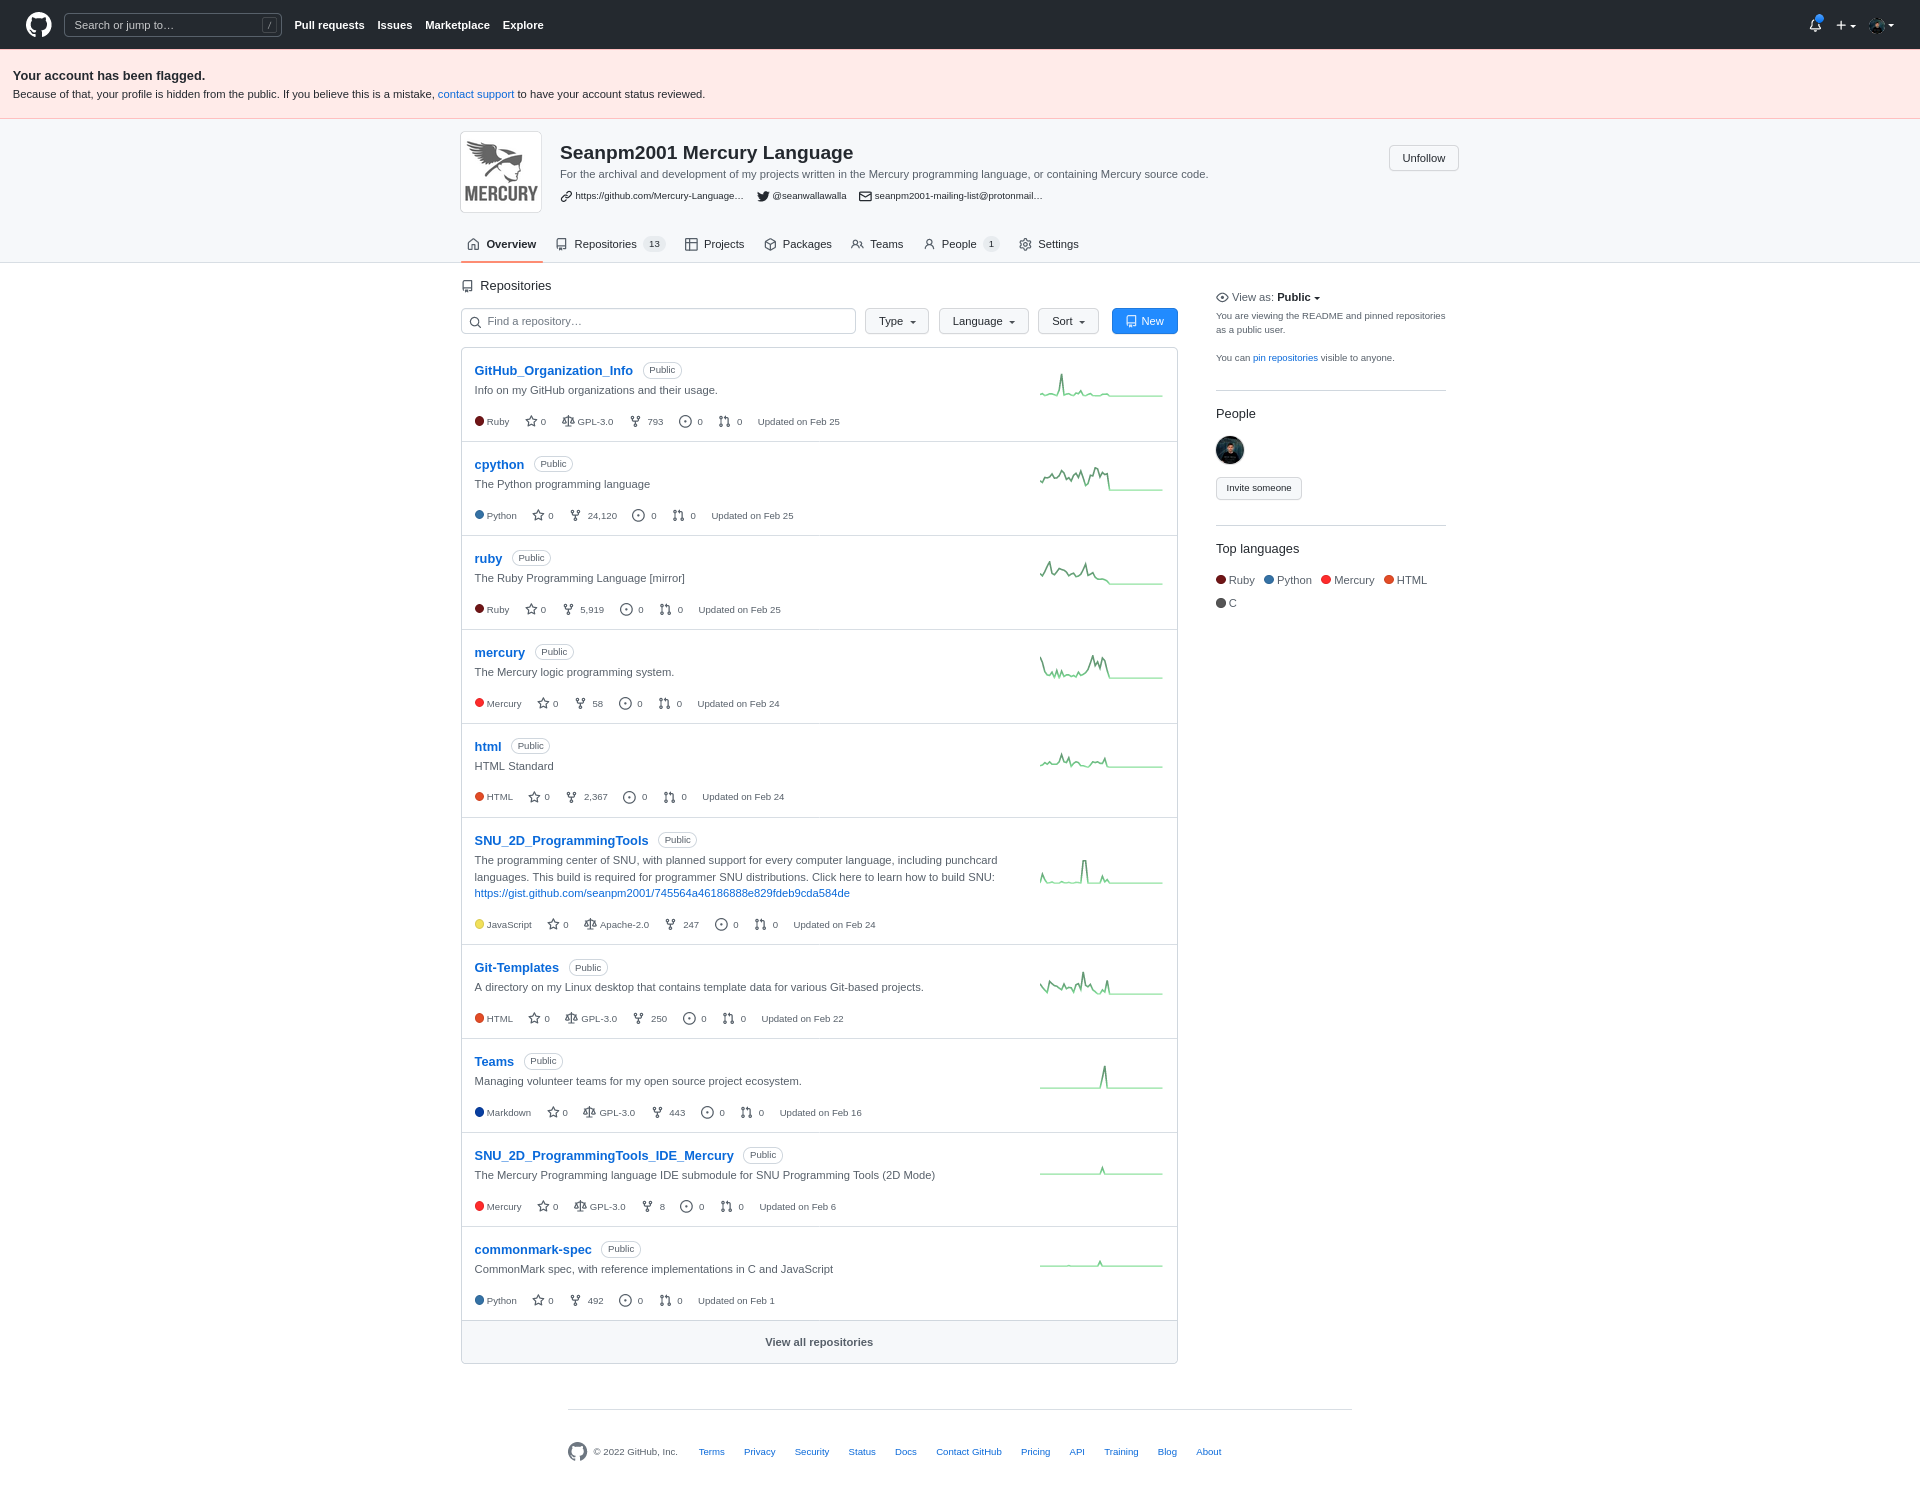 Search or jump to… /
Pull requests Issues Marketplace Explore
Your account has been flagged.
Because of that, your profile is hidden from the public. If you believe this is a mistake, contact support to have your account status reviewed.
MERCURY
Seanpm2001 Mercury Language
For the archival and development of my projects written in the Mercury programming language, or containing Mercury source code.
https://github.com/Mercury-Language… @seanwallawalla seanpm2001-mailing-list@protonmail…
Unfollow
Overview Repositories 13 Projects Packages Teams People 1 Settings
Repositories
Find a repository… Type Language Sort New
GitHub_Organization_Info Public
Info on my GitHub organizations and their usage.
Ruby 0 GPL-3.0 793 0 0 Updated on Feb 25
cpython Public
The Python programming language
Python 0 24,120 0 0 Updated on Feb 25
ruby Public
The Ruby Programming Language [mirror]
Ruby 0 5,919 0 0 Updated on Feb 25
mercury Public
The Mercury logic programming system.
Mercury 0 58 0 0 Updated on Feb 24
html Public
HTML Standard
HTML 0 2,367 0 0 Updated on Feb 24
SNU_2D_ProgrammingTools Public
The programming center of SNU, with planned support for every computer language, including punchcard
languages. This build is required for programmer SNU distributions. Click here to learn how to build SNU:
https://gist.github.com/seanpm2001/745564a46186888e829fdeb9cda584de
JavaScript 0 Apache-2.0 247 0 0 Updated on Feb 24
Git-Templates Public
A directory on my Linux desktop that contains template data for various Git-based projects.
HTML 0 GPL-3.0 250 0 0 Updated on Feb 22
Teams Public
Managing volunteer teams for my open source project ecosystem.
Markdown 0 GPL-3.0 443 0 0 Updated on Feb 16
SNU_2D_ProgrammingTools_IDE_Mercury Public
The Mercury Programming language IDE submodule for SNU Programming Tools (2D Mode)
Mercury 0 GPL-3.0 8 0 0 Updated on Feb 6
commonmark-spec Public
CommonMark spec, with reference implementations in C and JavaScript
Python 0 492 0 0 Updated on Feb 1
View all repositories
View as: Public
You are viewing the README and pinned repositories
as a public user.
You can pin repositories visible to anyone.
People
Invite someone
Top languages
Ruby Python Mercury HTML
C
© 2022 GitHub, Inc. Terms Privacy Security Status Docs Contact GitHub Pricing API Training Blog About